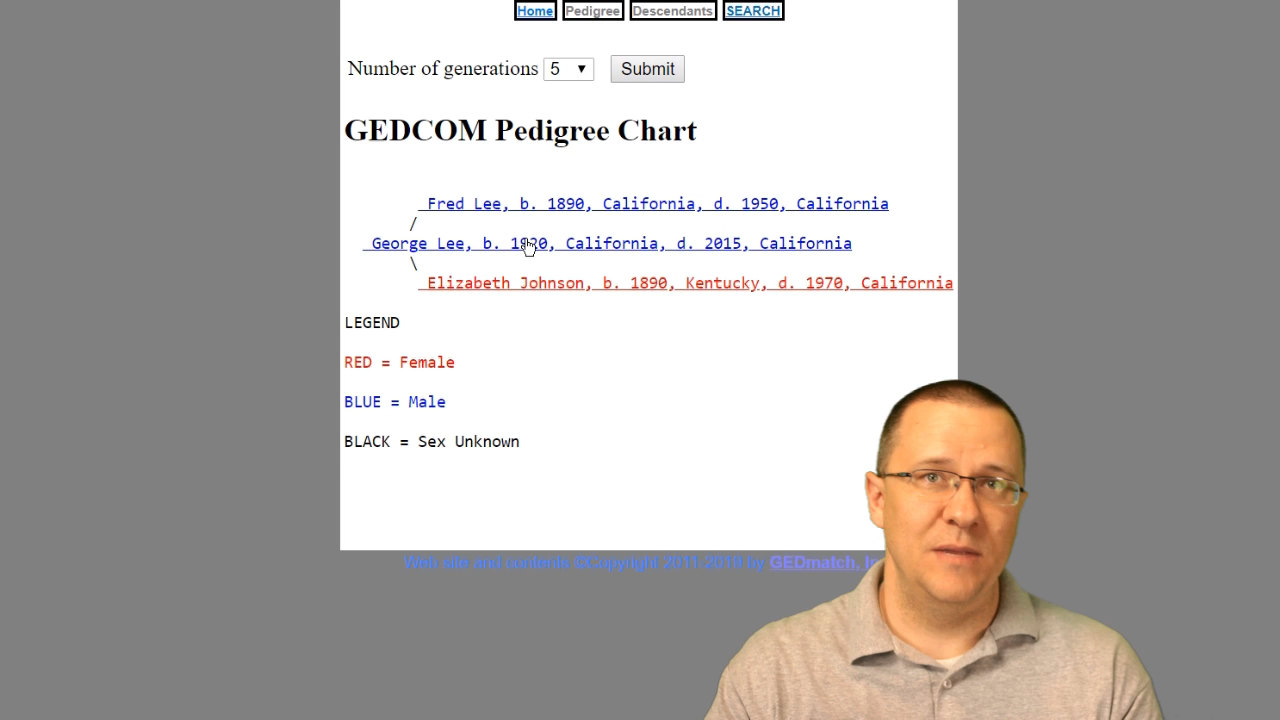 Home Pedigree Descendants SEARCH
Number of generations 5 Submit
GEDCOM Pedigree Chart
Fred Lee, b. 1890, California, d. 1950, California
/
George Lee, b. 1920, California, d. 2015, California
\
Elizabeth Johnson, b. 1890, Kentucky, d. 1970, California
LEGEND
RED = Female
BLUE = Male
BLACK = Sex Unknown
Web site and contents ©Copyright 2011-2019 by GEDmatch,